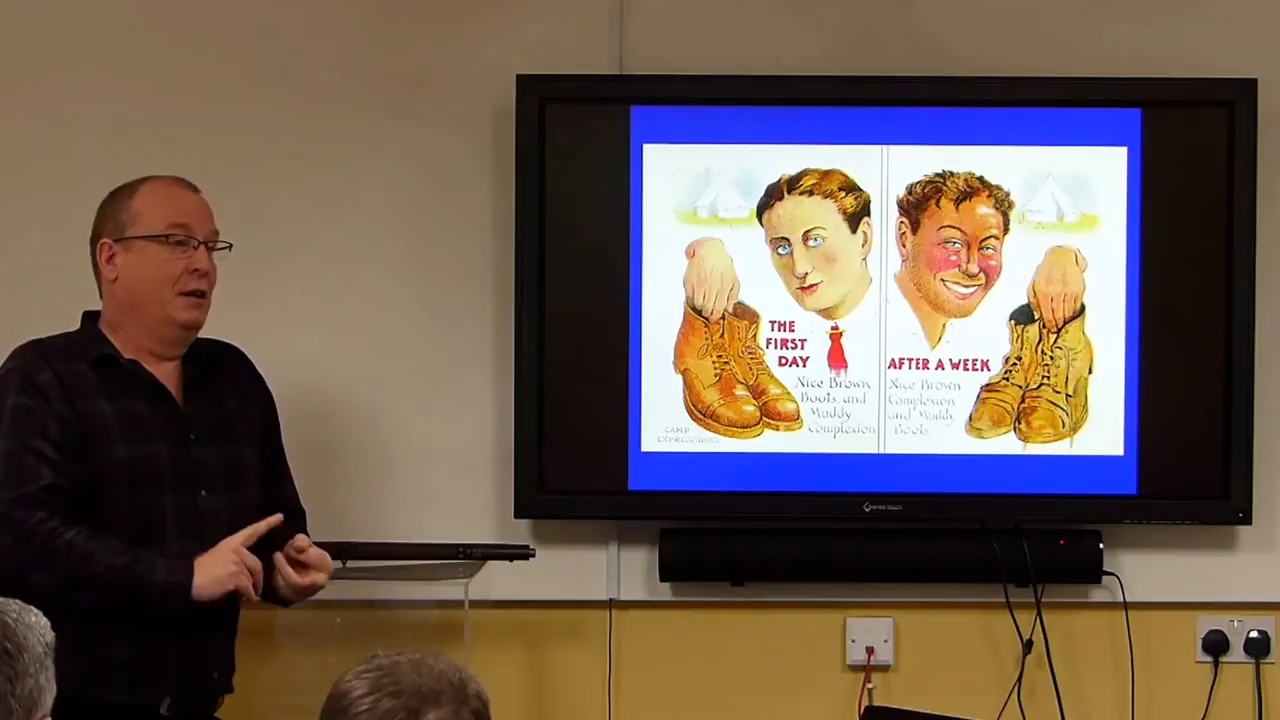 THE
FIRST
DAY
Nice Brown
Boots, and
Muddy
Complexion
CAMP
EXPRESSIONS
AFTER A WEEK
Nice Brown
Complexion
and Muddy
Boots.